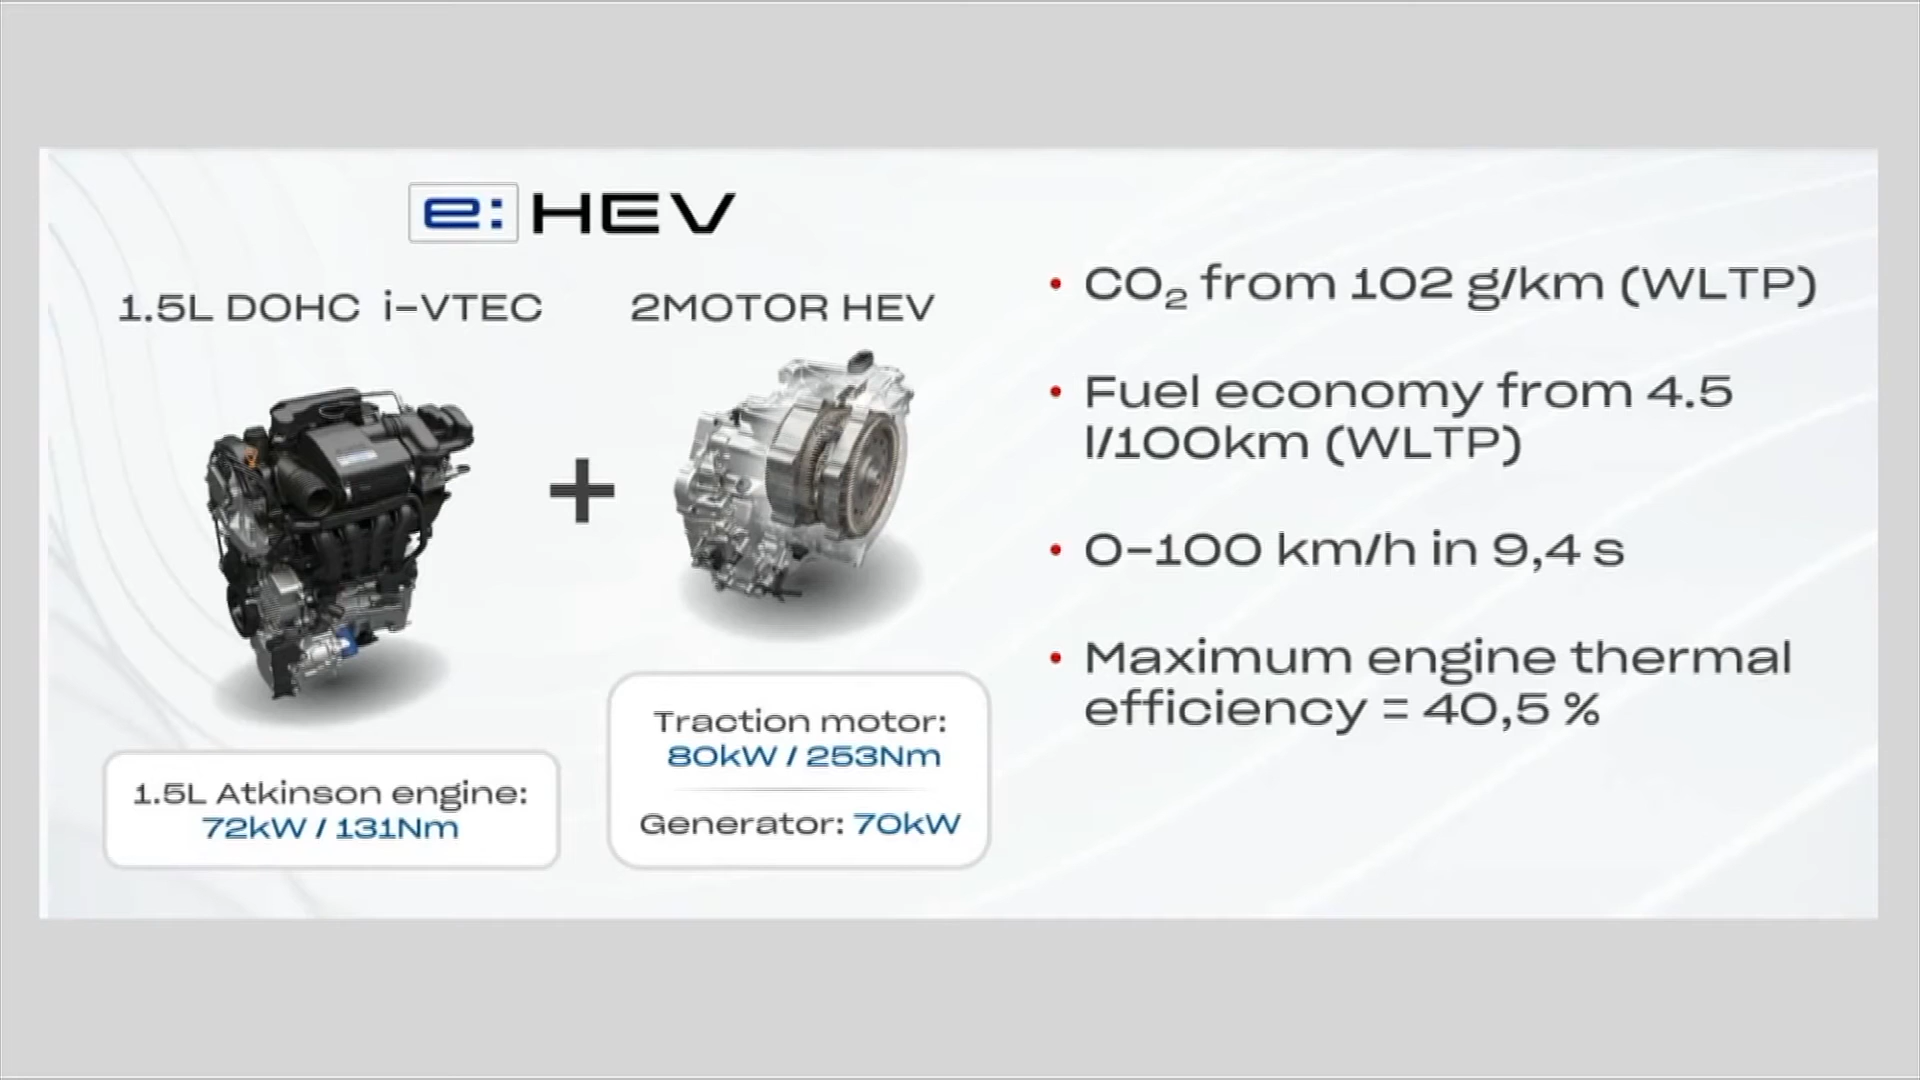 e:HEV
1.5L DOHC i-VTEC
2MOTOR HEV
1.5L Atkinson engine:
72kW / 131Nm
Traction motor:
80kW / 253Nm
Generator: 70kW
• CO₂ from 102 g/km (WLTP)
• Fuel economy from 4.5
l/100km (WLTP)
• 0-100 km/h in 9,4 s
• Maximum engine thermal
efficiency = 40,5 %